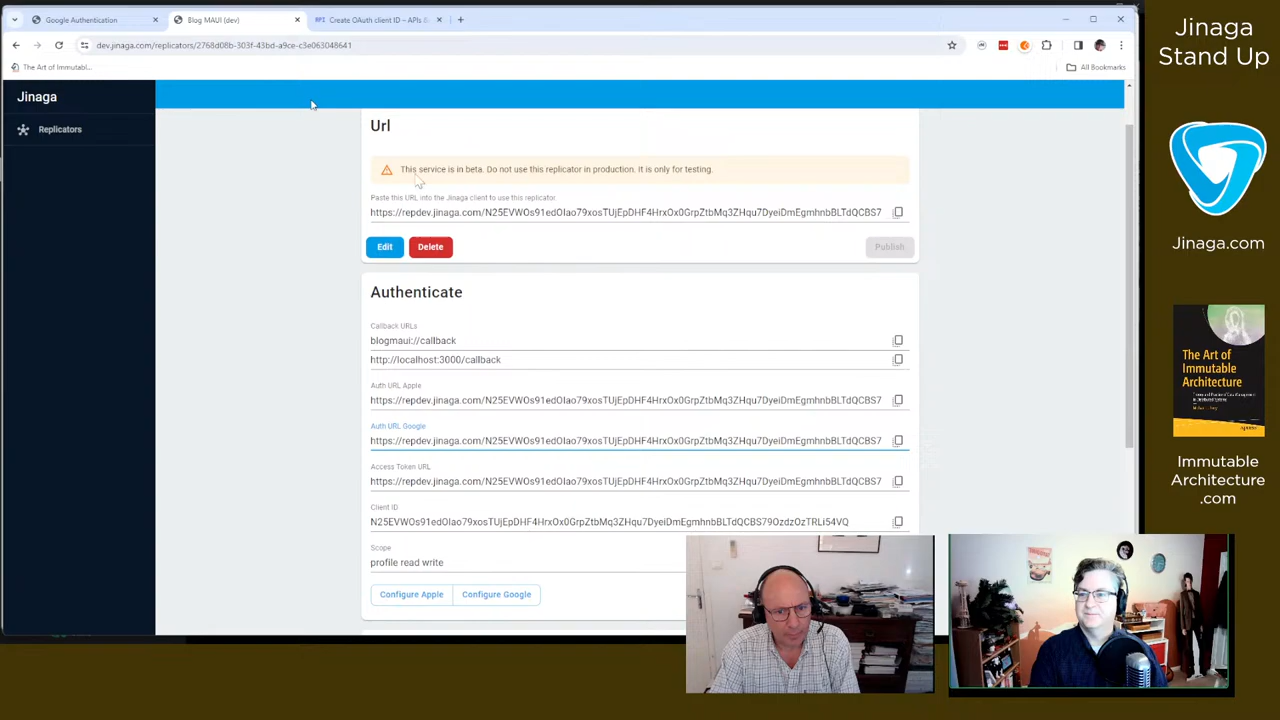 Google Authentication
Blog MAUI (dev)
Create OAuth client ID – APIs &
dev.jinaga.com/replicators/2768d08b-303f-43bd-a9ce-c3e063048641
The Art of Immutabl...
All Bookmarks
Jinaga
Replicators
Url
This service is in beta. Do not use this replicator in production. It is only for testing.
Paste this URL into the Jinaga client to use this replicator.
https://repdev.jinaga.com/N25EVWOs91edOIao79xosTUjEpDHF4HrxOx0GrpZtbMq3ZHqu7DyeiDmEgmhnbBLTdQCBS7
Edit
Delete
Publish
Authenticate
Callback URLs
blogmaui://callback
http://localhost:3000/callback
Auth URL Apple
https://repdev.jinaga.com/N25EVWOs91edOIao79xosTUjEpDHF4HrxOx0GrpZtbMq3ZHqu7DyeiDmEgmhnbBLTdQCBS7
Auth URL Google
https://repdev.jinaga.com/N25EVWOs91edOIao79xosTUjEpDHF4HrxOx0GrpZtbMq3ZHqu7DyeiDmEgmhnbBLTdQCBS7
Access Token URL
https://repdev.jinaga.com/N25EVWOs91edOIao79xosTUjEpDHF4HrxOx0GrpZtbMq3ZHqu7DyeiDmEgmhnbBLTdQCBS7
Client ID
N25EVWOs91edOIao79xosTUjEpDHF4HrxOx0GrpZtbMq3ZHqu7DyeiDmEgmhnbBLTdQCBS79OzdzOzTRLi54VQ
Scope
profile read write
Configure Apple
Configure Google
Jinaga
Stand Up
Jinaga.com
The Art of
Immutable
Architecture
Immutable
Architecture
.com